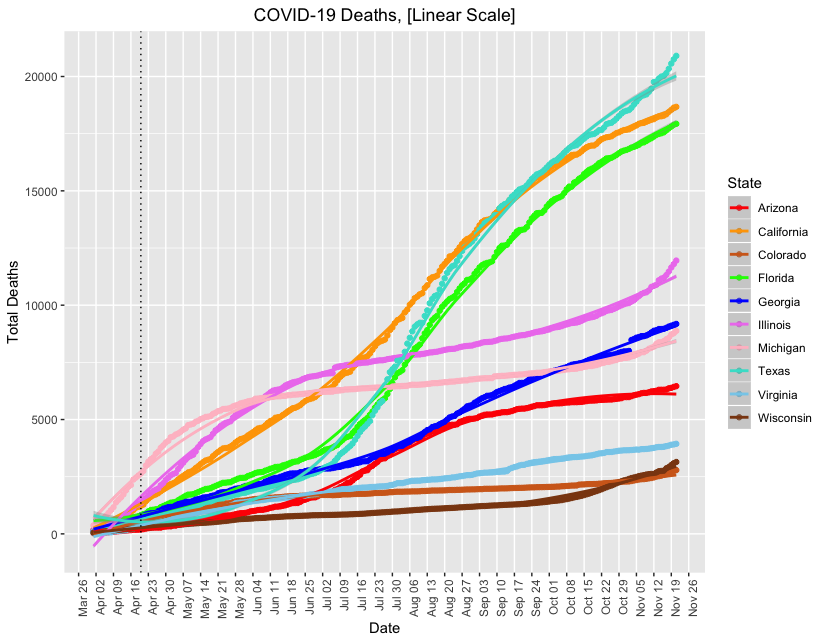 COVID-19 Deaths, [Linear Scale]
Total Deaths
20000
15000
10000
5000
0
Mar 26
Apr 02
Apr 09
Apr 16
Apr 23
Apr 30
May 07
May 14
May 21
May 28
Jun 04
Jun 11
Jun 18
Jun 25
Jul 02
Jul 09
Jul 16
Jul 23
Jul 30
Aug 06
Aug 13
Aug 20
Aug 27
Sep 03
Sep 10
Sep 17
Sep 24
Oct 01
Oct 08
Oct 15
Oct 22
Oct 29
Nov 05
Nov 12
Nov 19
Nov 26
Date
State
Arizona
California
Colorado
Florida
Georgia
Illinois
Michigan
Texas
Virginia
Wisconsin